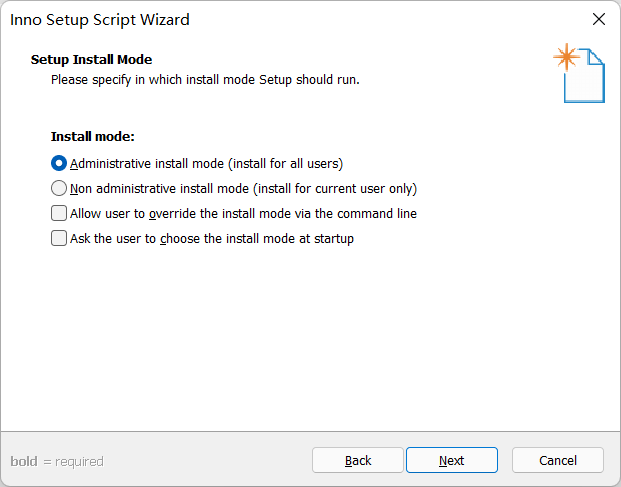 Inno Setup Script Wizard
Setup Install Mode
Please specify in which install mode Setup should run.
Install mode:
Administrative install mode (install for all users)
Non administrative install mode (install for current user only)
Allow user to override the install mode via the command line
Ask the user to choose the install mode at startup
bold = required
Back
Next
Cancel